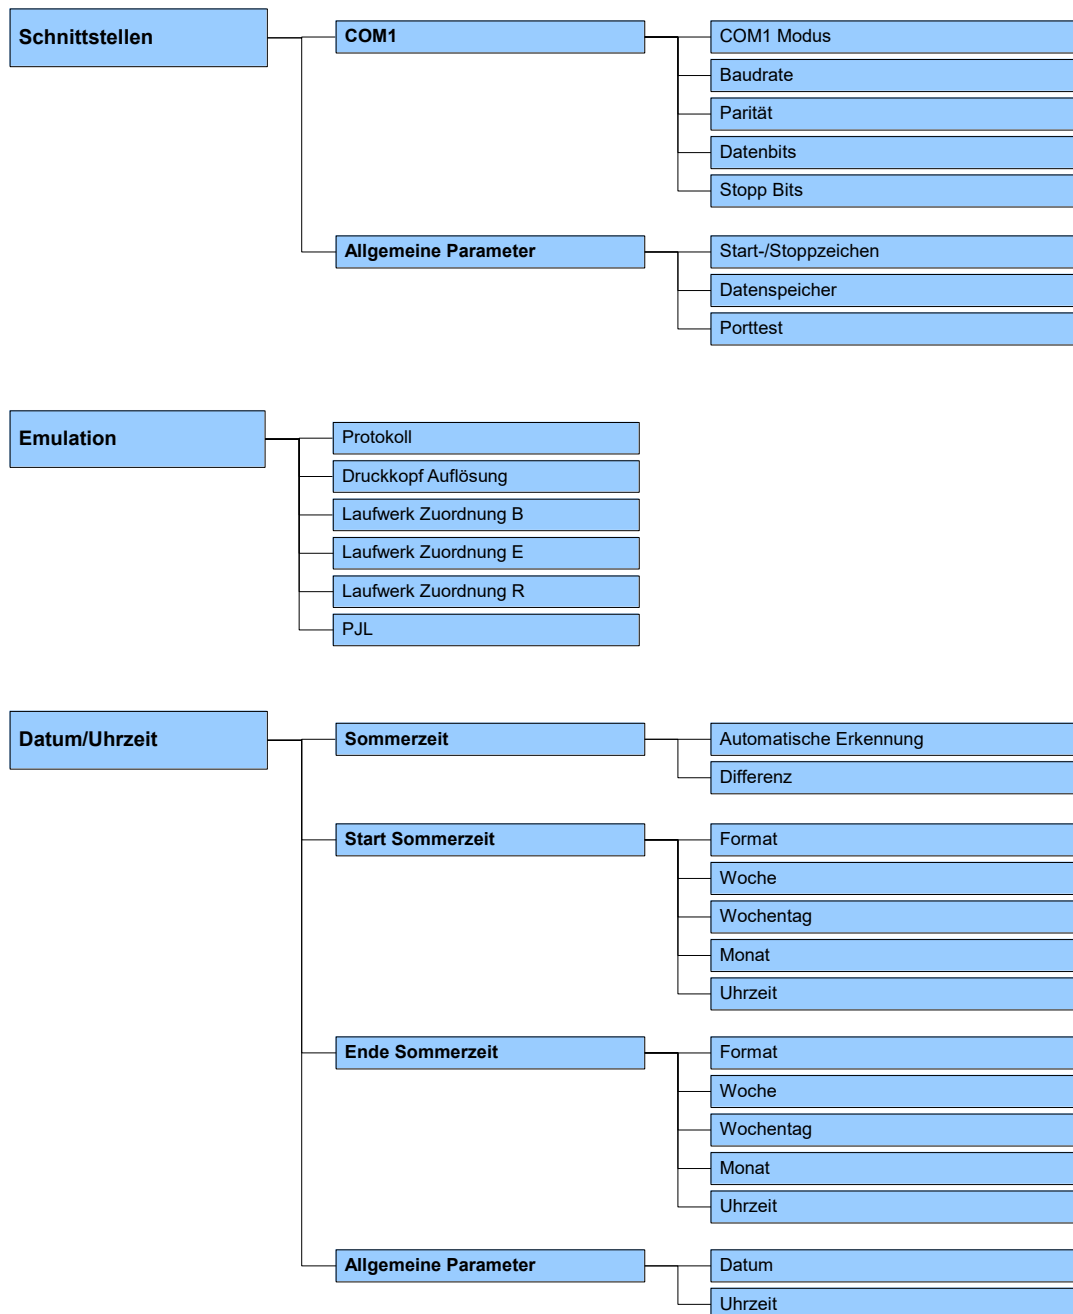 Schnittstellen
COM1
COM1 Modus
Baudrate
Parität
Datenbits
Stopp Bits
Allgemeine Parameter
Start-/Stoppzeichen
Datenspeicher
Porttest
Emulation
Protokoll
Druckkopf Auflösung
Laufwerk Zuordnung B
Laufwerk Zuordnung E
Laufwerk Zuordnung R
PJL
Datum/Uhrzeit
Sommerzeit
Automatische Erkennung
Differenz
Start Sommerzeit
Format
Woche
Wochentag
Monat
Uhrzeit
Ende Sommerzeit
Format
Woche
Wochentag
Monat
Uhrzeit
Allgemeine Parameter
Datum
Uhrzeit